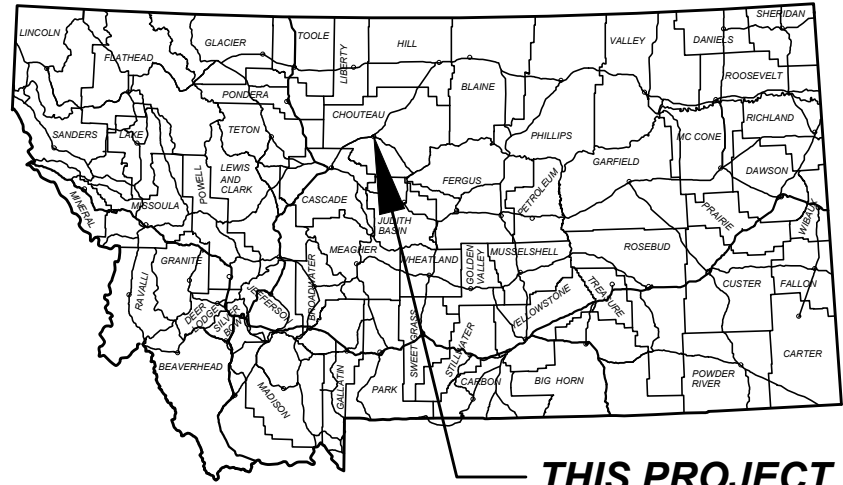 LINCOLN
FLATHEAD
GLACIER
TOOLE
LIBERTY
HILL
BLAINE
VALLEY
DANIELS
SHERIDAN
ROOSEVELT
PONDERA
CHOUTEAU
PHILLIPS
SANDERS
LAKE
TETON
LEWIS
AND
CLARK
CASCADE
FERGUS
PETROLEUM
GARFIELD
MC CONE
RICHLAND
DAWSON
MINERAL
MISSOULA
POWELL
JUDITH
BASIN
PRAIRIE
WIBAUX
GRANITE
MEAGHER
WHEATLAND
GOLDEN
VALLEY
MUSSELSHELL
ROSEBUD
RAVALLI
DEER
LODGE
SILVER
BOW
JEFFERSON
BROADWATER
YELLOWSTONE
TREASURE
CUSTER
FALLON
BEAVERHEAD
MADISON
GALLATIN
PARK
SWEET GRASS
STILLWATER
CARBON
BIG HORN
POWDER
RIVER
CARTER
THIS PROJECT